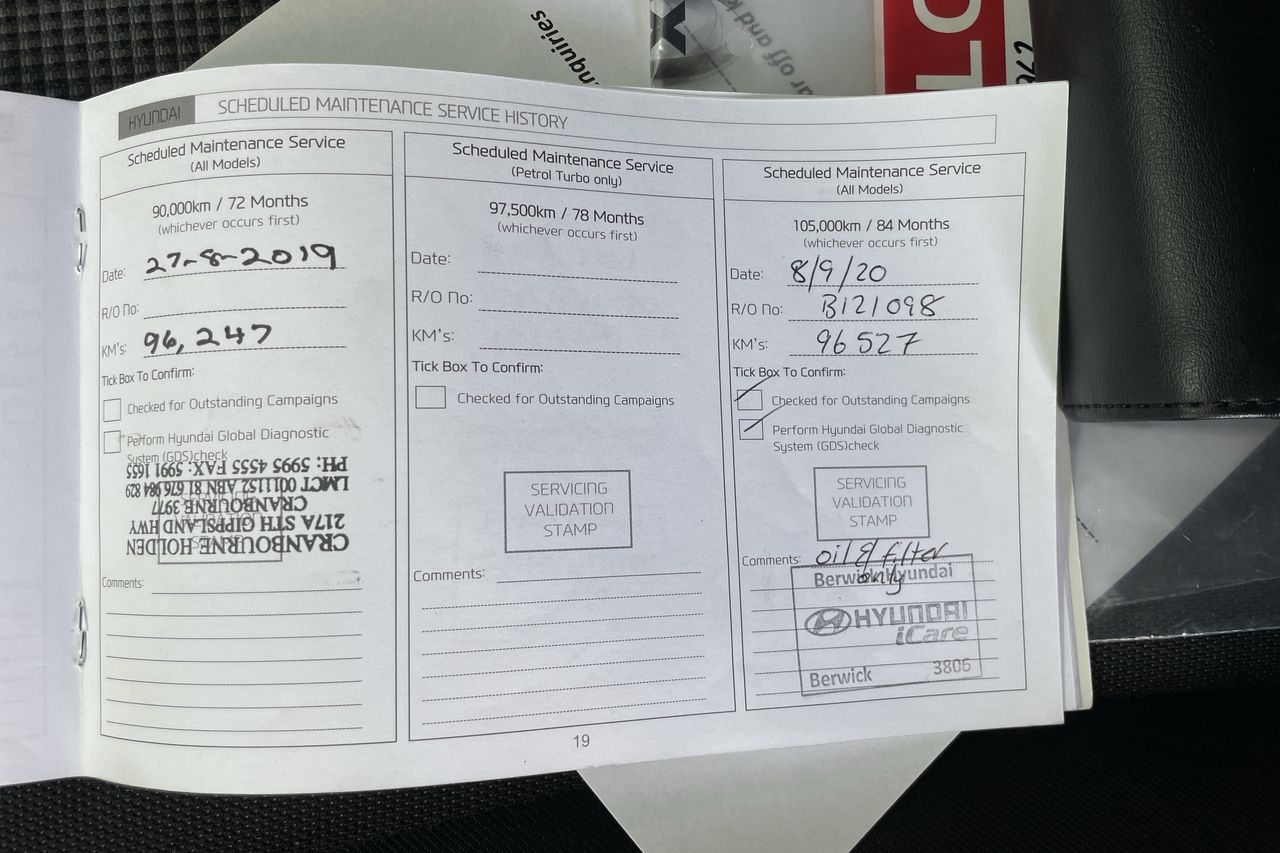 nquiries
ar off and k
HYUNDAI
SCHEDULED MAINTENANCE SERVICE HISTORY
Scheduled Maintenance Service
(All Models)
90,000km / 72 Months
(whichever occurs first)
Date: 27-8-2019
R/O No:
KM's: 96,247
Tick Box To Confirm:
Checked for Outstanding Campaigns
Perform Hyundai Global Diagnostic
System (GDS)check
CRANBOURNE HOLDEN
217A STH GIPPSLAND HWY
CRANBOURNE 3977
LMCT 0011152 ABN 81 676 984 829
PH: 5995 4555 FAX: 5991 1655
Comments:
Scheduled Maintenance Service
(Petrol Turbo only)
97,500km / 78 Months
(whichever occurs first)
Date:
R/O No:
KM's:
Tick Box To Confirm:
Checked for Outstanding Campaigns
SERVICING
VALIDATION
STAMP
Comments:
Scheduled Maintenance Service
(All Models)
105,000km / 84 Months
(whichever occurs first)
Date: 8/9/20
R/O No: B121098
KM's: 96527
Tick Box To Confirm:
Checked for Outstanding Campaigns
Perform Hyundai Global Diagnostic
System (GDS)check
SERVICING
VALIDATION
STAMP
Comments: oil & filter
only
Berwick Hyundai
HYUNDAI
iCare
Berwick 3806
19